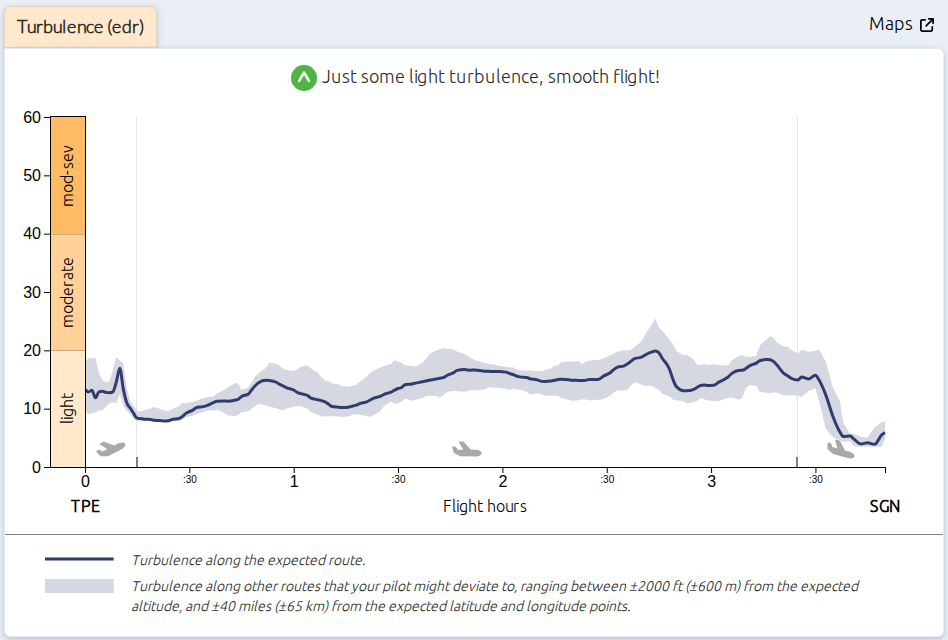 Turbulence (edr)
Maps
Just some light turbulence, smooth flight!
60
50
40
30
20
10
0
mod-sev
moderate
light
0 :30 1 :30 2 :30 3 :30
TPE Flight hours SGN
Turbulence along the expected route.
Turbulence along other routes that your pilot might deviate to, ranging between ±2000 ft (±600 m) from the expected
altitude, and ±40 miles (±65 km) from the expected latitude and longitude points.